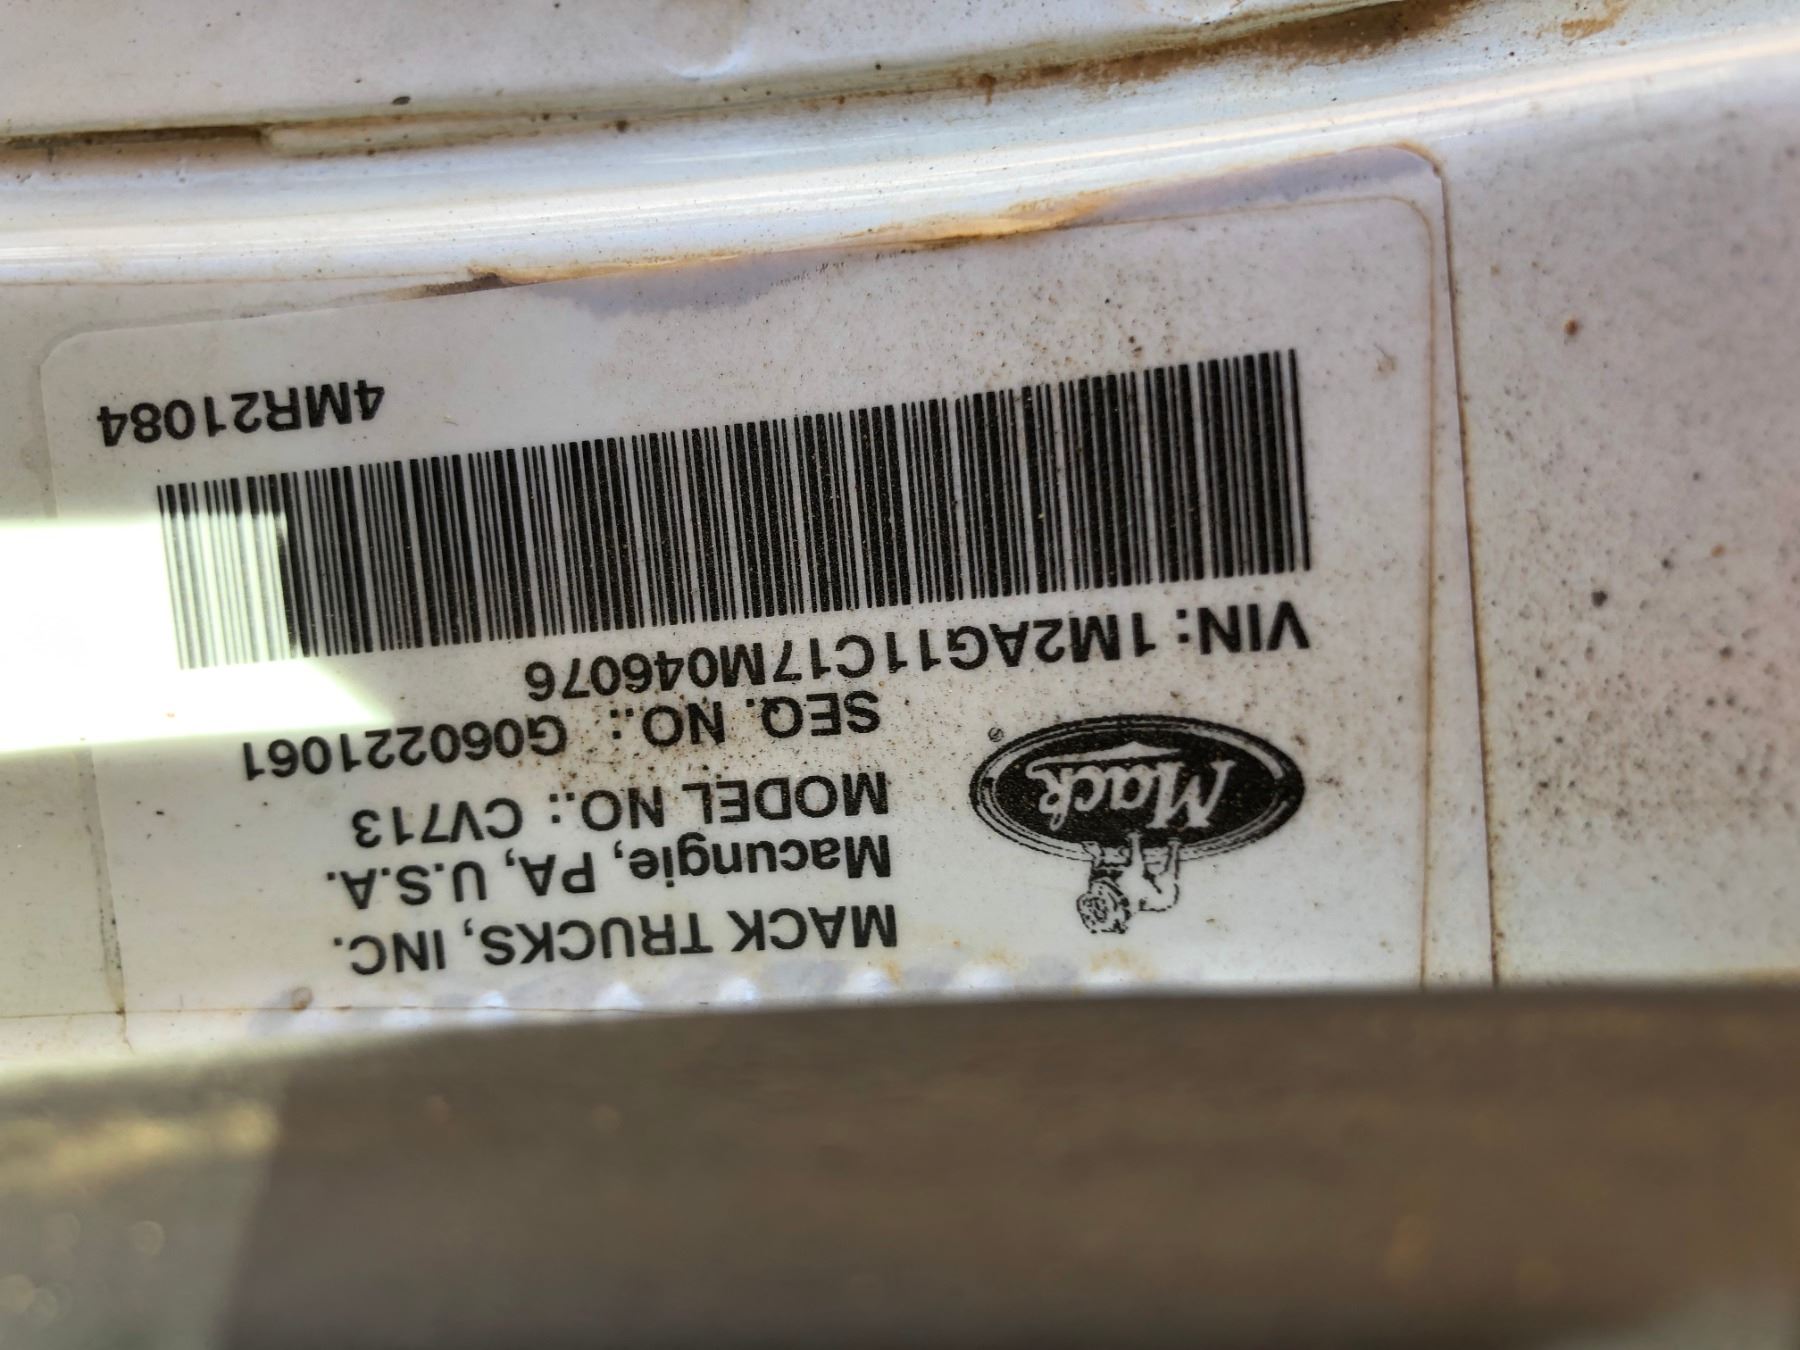 MACK TRUCKS, INC.
Macungie, PA, U.S.A.
MODEL NO.: CV713
SEQ. NO.: G060221061
Mack
®
VIN: 1M2AG11C17M046076
4MR21084